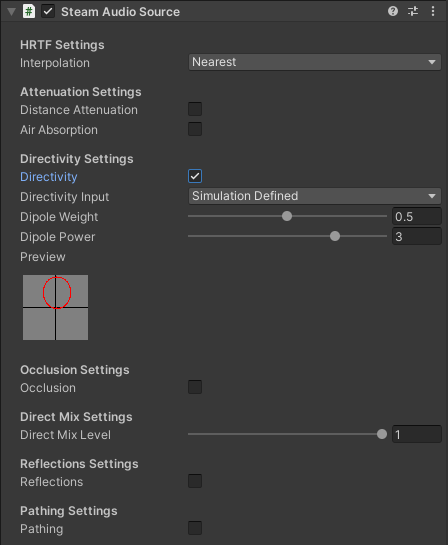 Steam Audio Source
HRTF Settings
Interpolation Nearest
Attenuation Settings
Distance Attenuation
Air Absorption
Directivity Settings
Directivity
Directivity Input Simulation Defined
Dipole Weight 0.5
Dipole Power 3
Preview
Occlusion Settings
Occlusion
Direct Mix Settings
Direct Mix Level 1
Reflections Settings
Reflections
Pathing Settings
Pathing